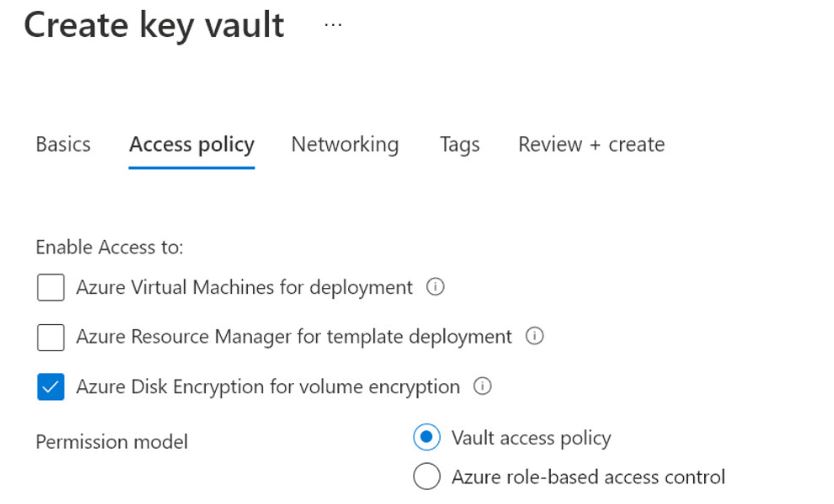 Create key vault ...
Basics Access policy Networking Tags Review + create
Enable Access to:
Azure Virtual Machines for deployment
Azure Resource Manager for template deployment
Azure Disk Encryption for volume encryption
Permission model Vault access policy
Azure role-based access control